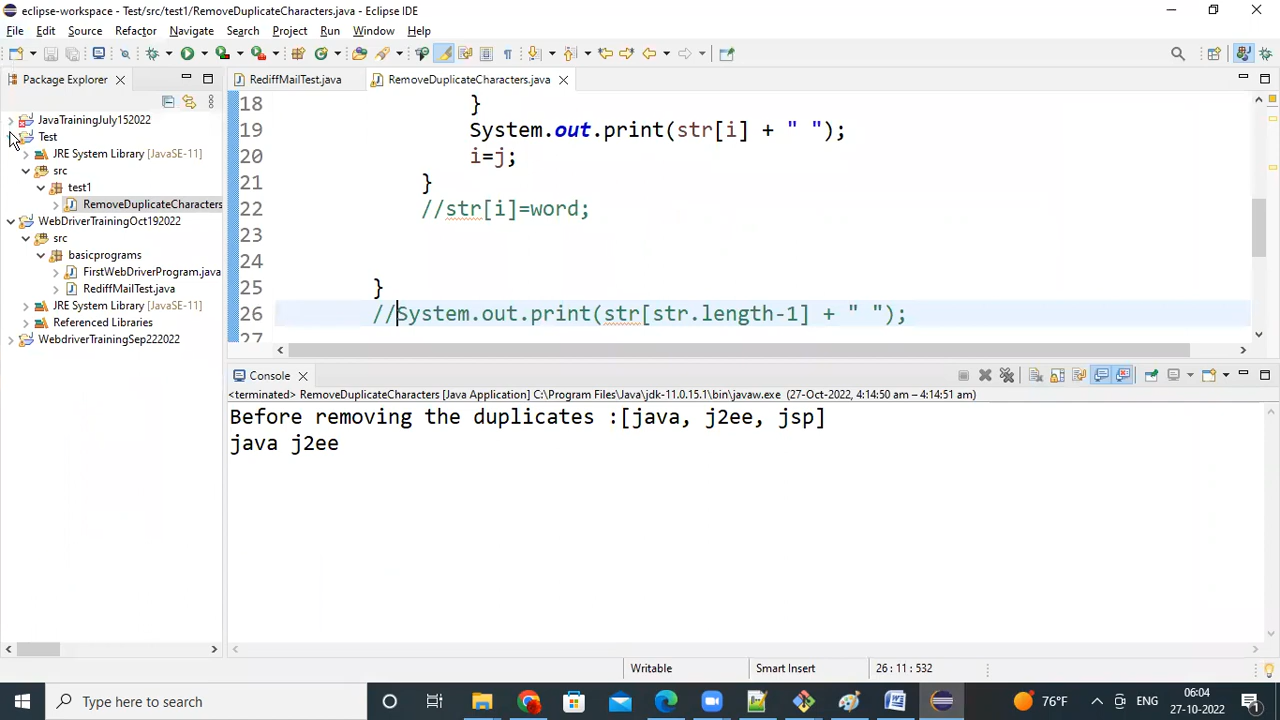 eclipse-workspace - Test/src/test1/RemoveDuplicateCharacters.java - Eclipse IDE
File Edit Source Refactor Navigate Search Project Run Window Help
Package Explorer
RediffMailTest.java RemoveDuplicateCharacters.java
JavaTrainingJuly152022
Test
JRE System Library [JavaSE-11]
src
test1
RemoveDuplicateCharacters
WebDriverTrainingOct192022
src
basicprograms
FirstWebDriverProgram.java
RediffMailTest.java
JRE System Library [JavaSE-11]
Referenced Libraries
WebdriverTrainingSep222022
18 }
19 System.out.print(str[i] + " ");
20 i=j;
21 }
22 //str[i]=word;
23
24
25 }
26 //System.out.print(str[str.length-1] + " ");
27
Console
<terminated> RemoveDuplicateCharacters [Java Application] C:\Program Files\Java\jdk-11.0.15.1\bin\javaw.exe (27-Oct-2022, 4:14:50 am – 4:14:51 am)
Before removing the duplicates :[java, j2ee, jsp]
java j2ee
Writable Smart Insert 26 : 11 : 532
Type here to search
76°F ENG 06:04
27-10-2022
1